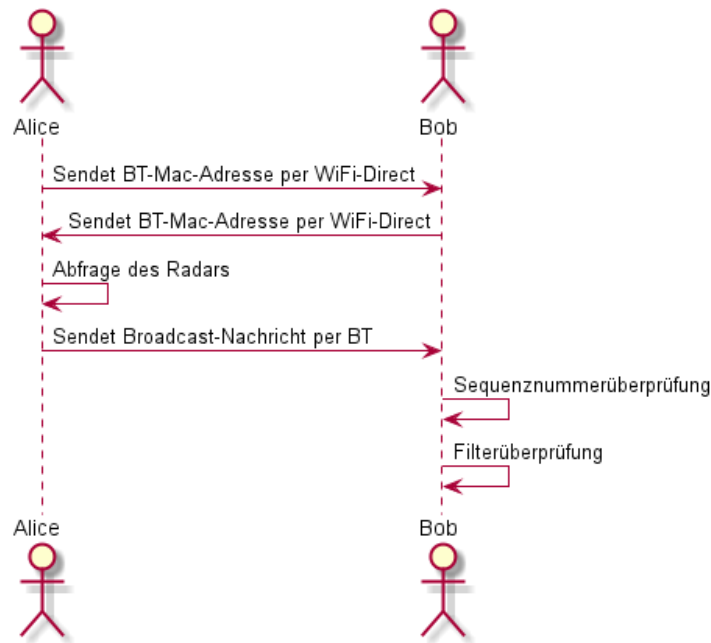 Alice
Bob
Sendet BT-Mac-Adresse per WiFi-Direct
Sendet BT-Mac-Adresse per WiFi-Direct
Abfrage des Radars
Sendet Broadcast-Nachricht per BT
Sequenznummerüberprüfung
Filterüberprüfung
Alice
Bob